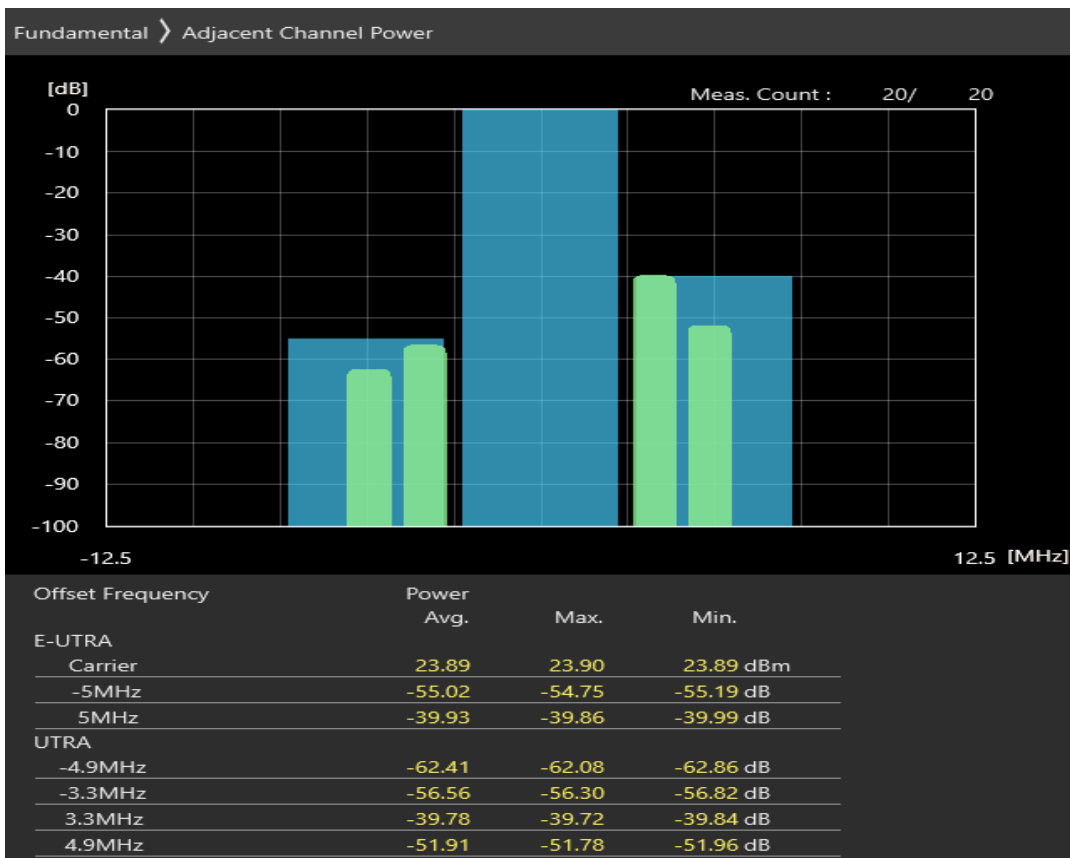 Fundamental 〉 Adjacent Channel Power
[dB]
Meas. Count : 20/ 20
0
-10
-20
-30
-40
-50
-60
-70
-80
-90
-100
-12.5 12.5 [MHz]
Offset Frequency Power
Avg. Max. Min.
E-UTRA
Carrier 23.89 23.90 23.89 dBm
-5MHz -55.02 -54.75 -55.19 dB
5MHz -39.93 -39.86 -39.99 dB
UTRA
-4.9MHz -62.41 -62.08 -62.86 dB
-3.3MHz -56.56 -56.30 -56.82 dB
3.3MHz -39.78 -39.72 -39.84 dB
4.9MHz -51.91 -51.78 -51.96 dB